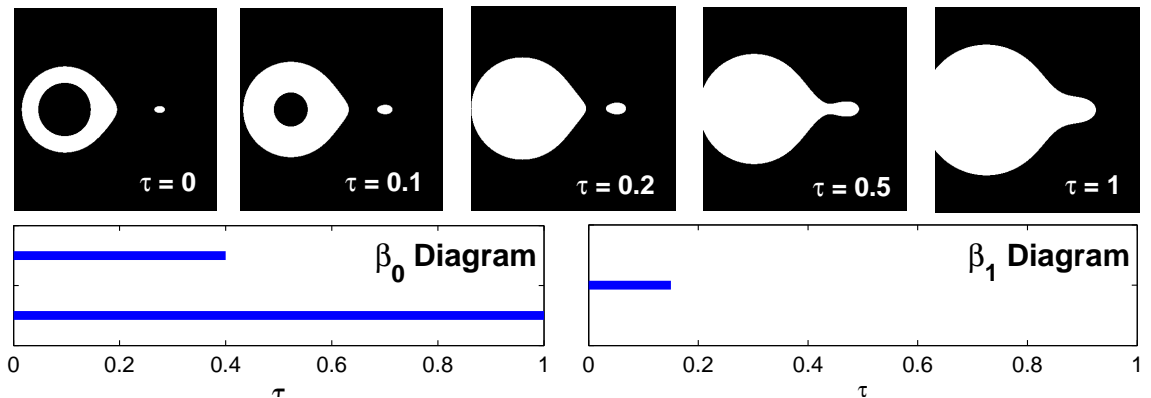 τ = 0
τ = 0.1
τ = 0.2
τ = 0.5
τ = 1
β₀ Diagram
0 0.2 0.4 0.6 0.8 1
τ
β₁ Diagram
0 0.2 0.4 0.6 0.8 1
τ